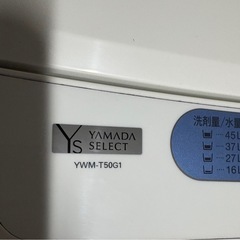 YS YAMADA
SELECT
YWM-T50G1
洗剤量/水量
45L
37L
27L
16L